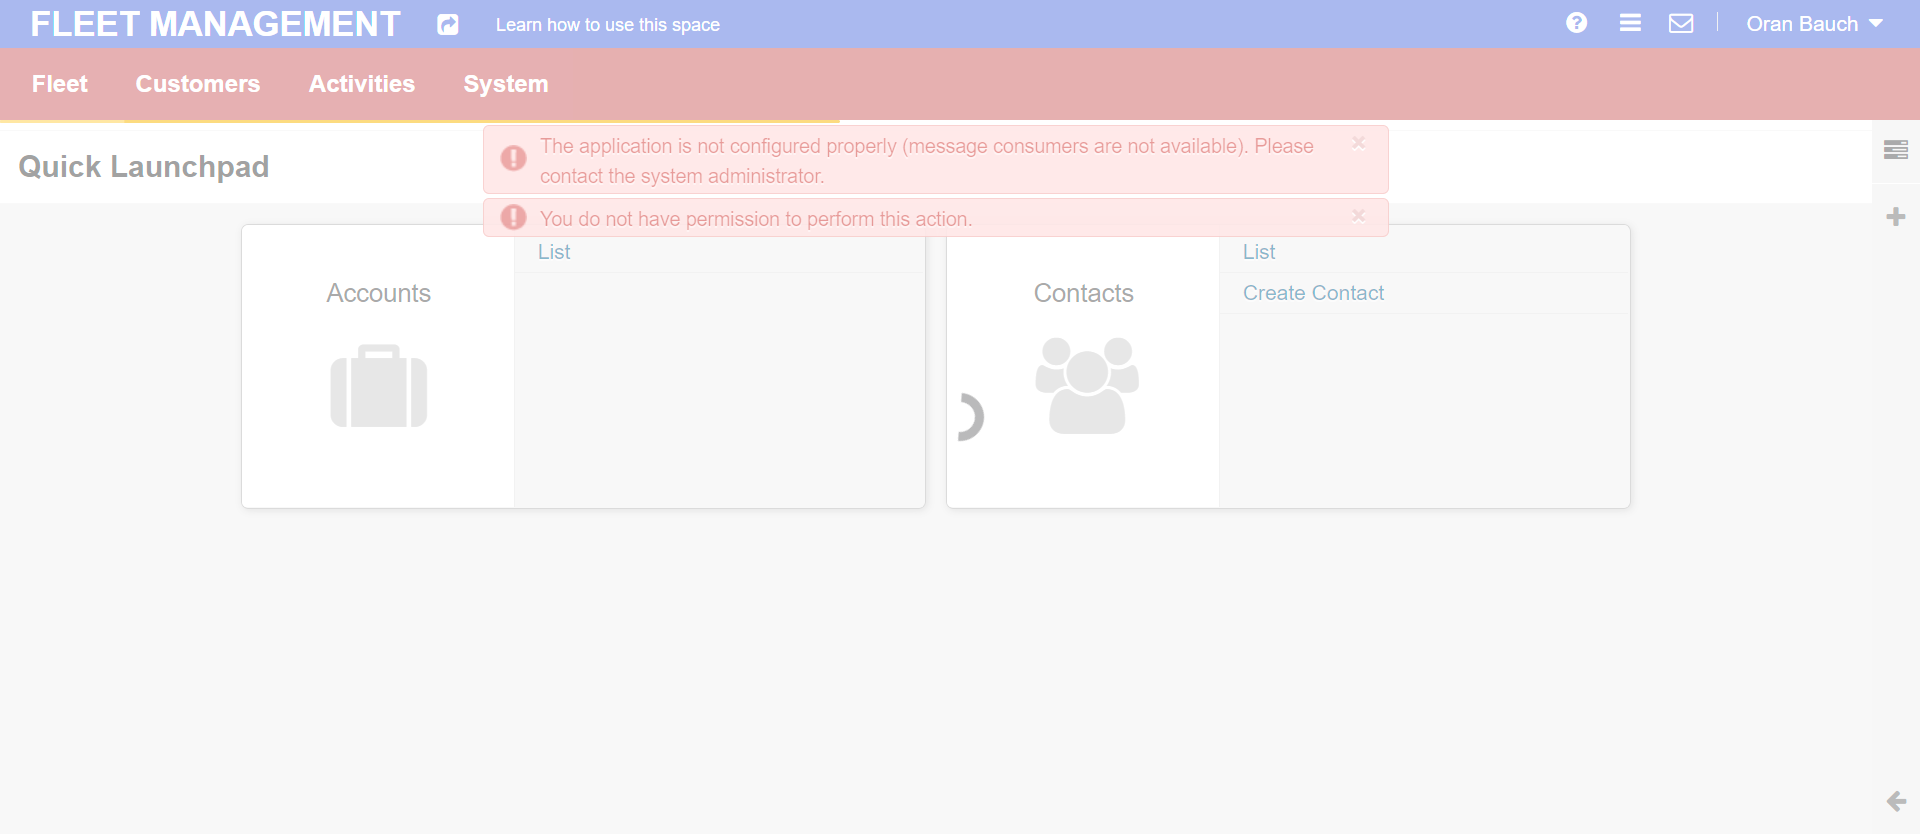 FLEET MANAGEMENT
Learn how to use this space
Oran Bauch
Fleet
Customers
Activities
System
The application is not configured properly (message consumers are not available). Please
contact the system administrator.
Quick Launchpad
You do not have permission to perform this action.
Accounts
List
Contacts
List
Create Contact